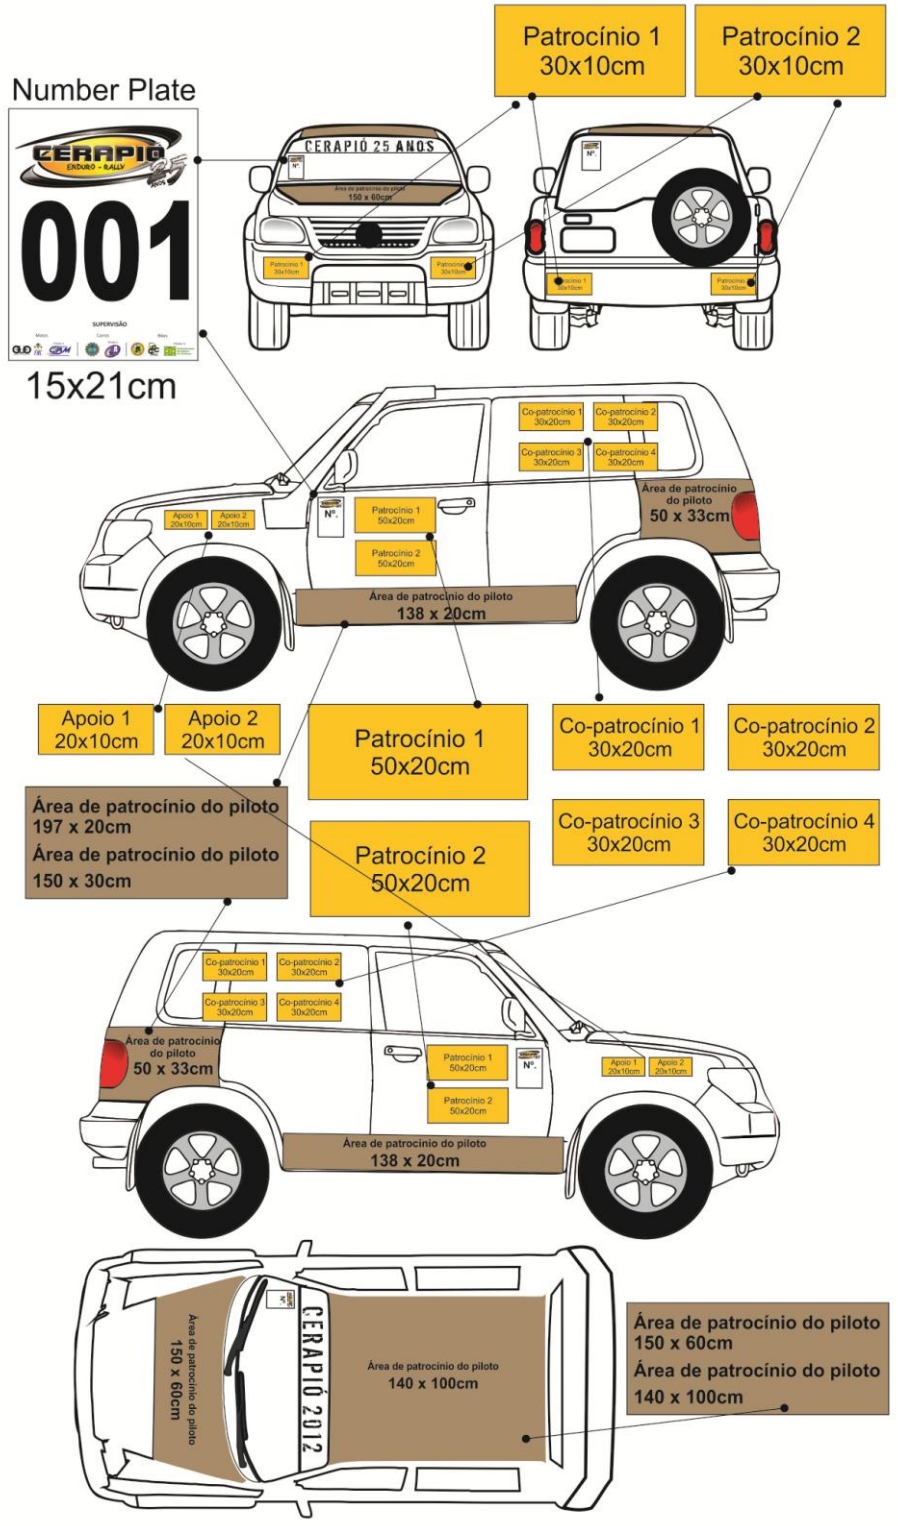 Patrocínio 1
30x10cm
Patrocínio 2
30x10cm
Number Plate
CERAPIÓ
ENDURO - RALLY
25
ANOS
001
SUPERVISÃO
15x21cm
CERAPIÓ 25 ANOS
Nº.
Área de patrocínio do piloto
150 x 60cm
Patrocínio 1
30x10cm
Patrocínio 2
30x10cm
Nº.
Patrocínio 1
30x10cm
Patrocínio
30x10cm
Co-patrocínio 1
30x20cm
Co-patrocínio 2
30x20cm
Co-patrocínio 3
30x20cm
Co-patrocínio 4
30x20cm
Área de patrocínio
do piloto
50 x 33cm
Apoio 1
20x10cm
Apoio 2
20x10cm
Nº.
Patrocínio 1
50x20cm
Patrocínio 2
50x20cm
Área de patrocínio do piloto
138 x 20cm
Apoio 1
20x10cm
Apoio 2
20x10cm
Patrocínio 1
50x20cm
Co-patrocínio 1
30x20cm
Co-patrocínio 2
30x20cm
Área de patrocínio do piloto
197 x 20cm
Área de patrocínio do piloto
150 x 30cm
Patrocínio 2
50x20cm
Co-patrocínio 3
30x20cm
Co-patrocínio 4
30x20cm
Co-patrocínio 1
30x20cm
Co-patrocínio 2
30x20cm
Co-patrocínio 3
30x20cm
Co-patrocínio 4
30x20cm
Área de patrocínio
do piloto
50 x 33cm
Patrocínio 1
50x20cm
Patrocínio 2
50x20cm
Nº.
Apoio 1
20x10cm
Apoio 2
20x10cm
Área de patrocínio do piloto
138 x 20cm
Área de patrocínio do piloto
150 x 60cm
Nº.
CERAPIÓ 2012
Área de patrocínio do piloto
140 x 100cm
Área de patrocínio do piloto
150 x 60cm
Área de patrocínio do piloto
140 x 100cm